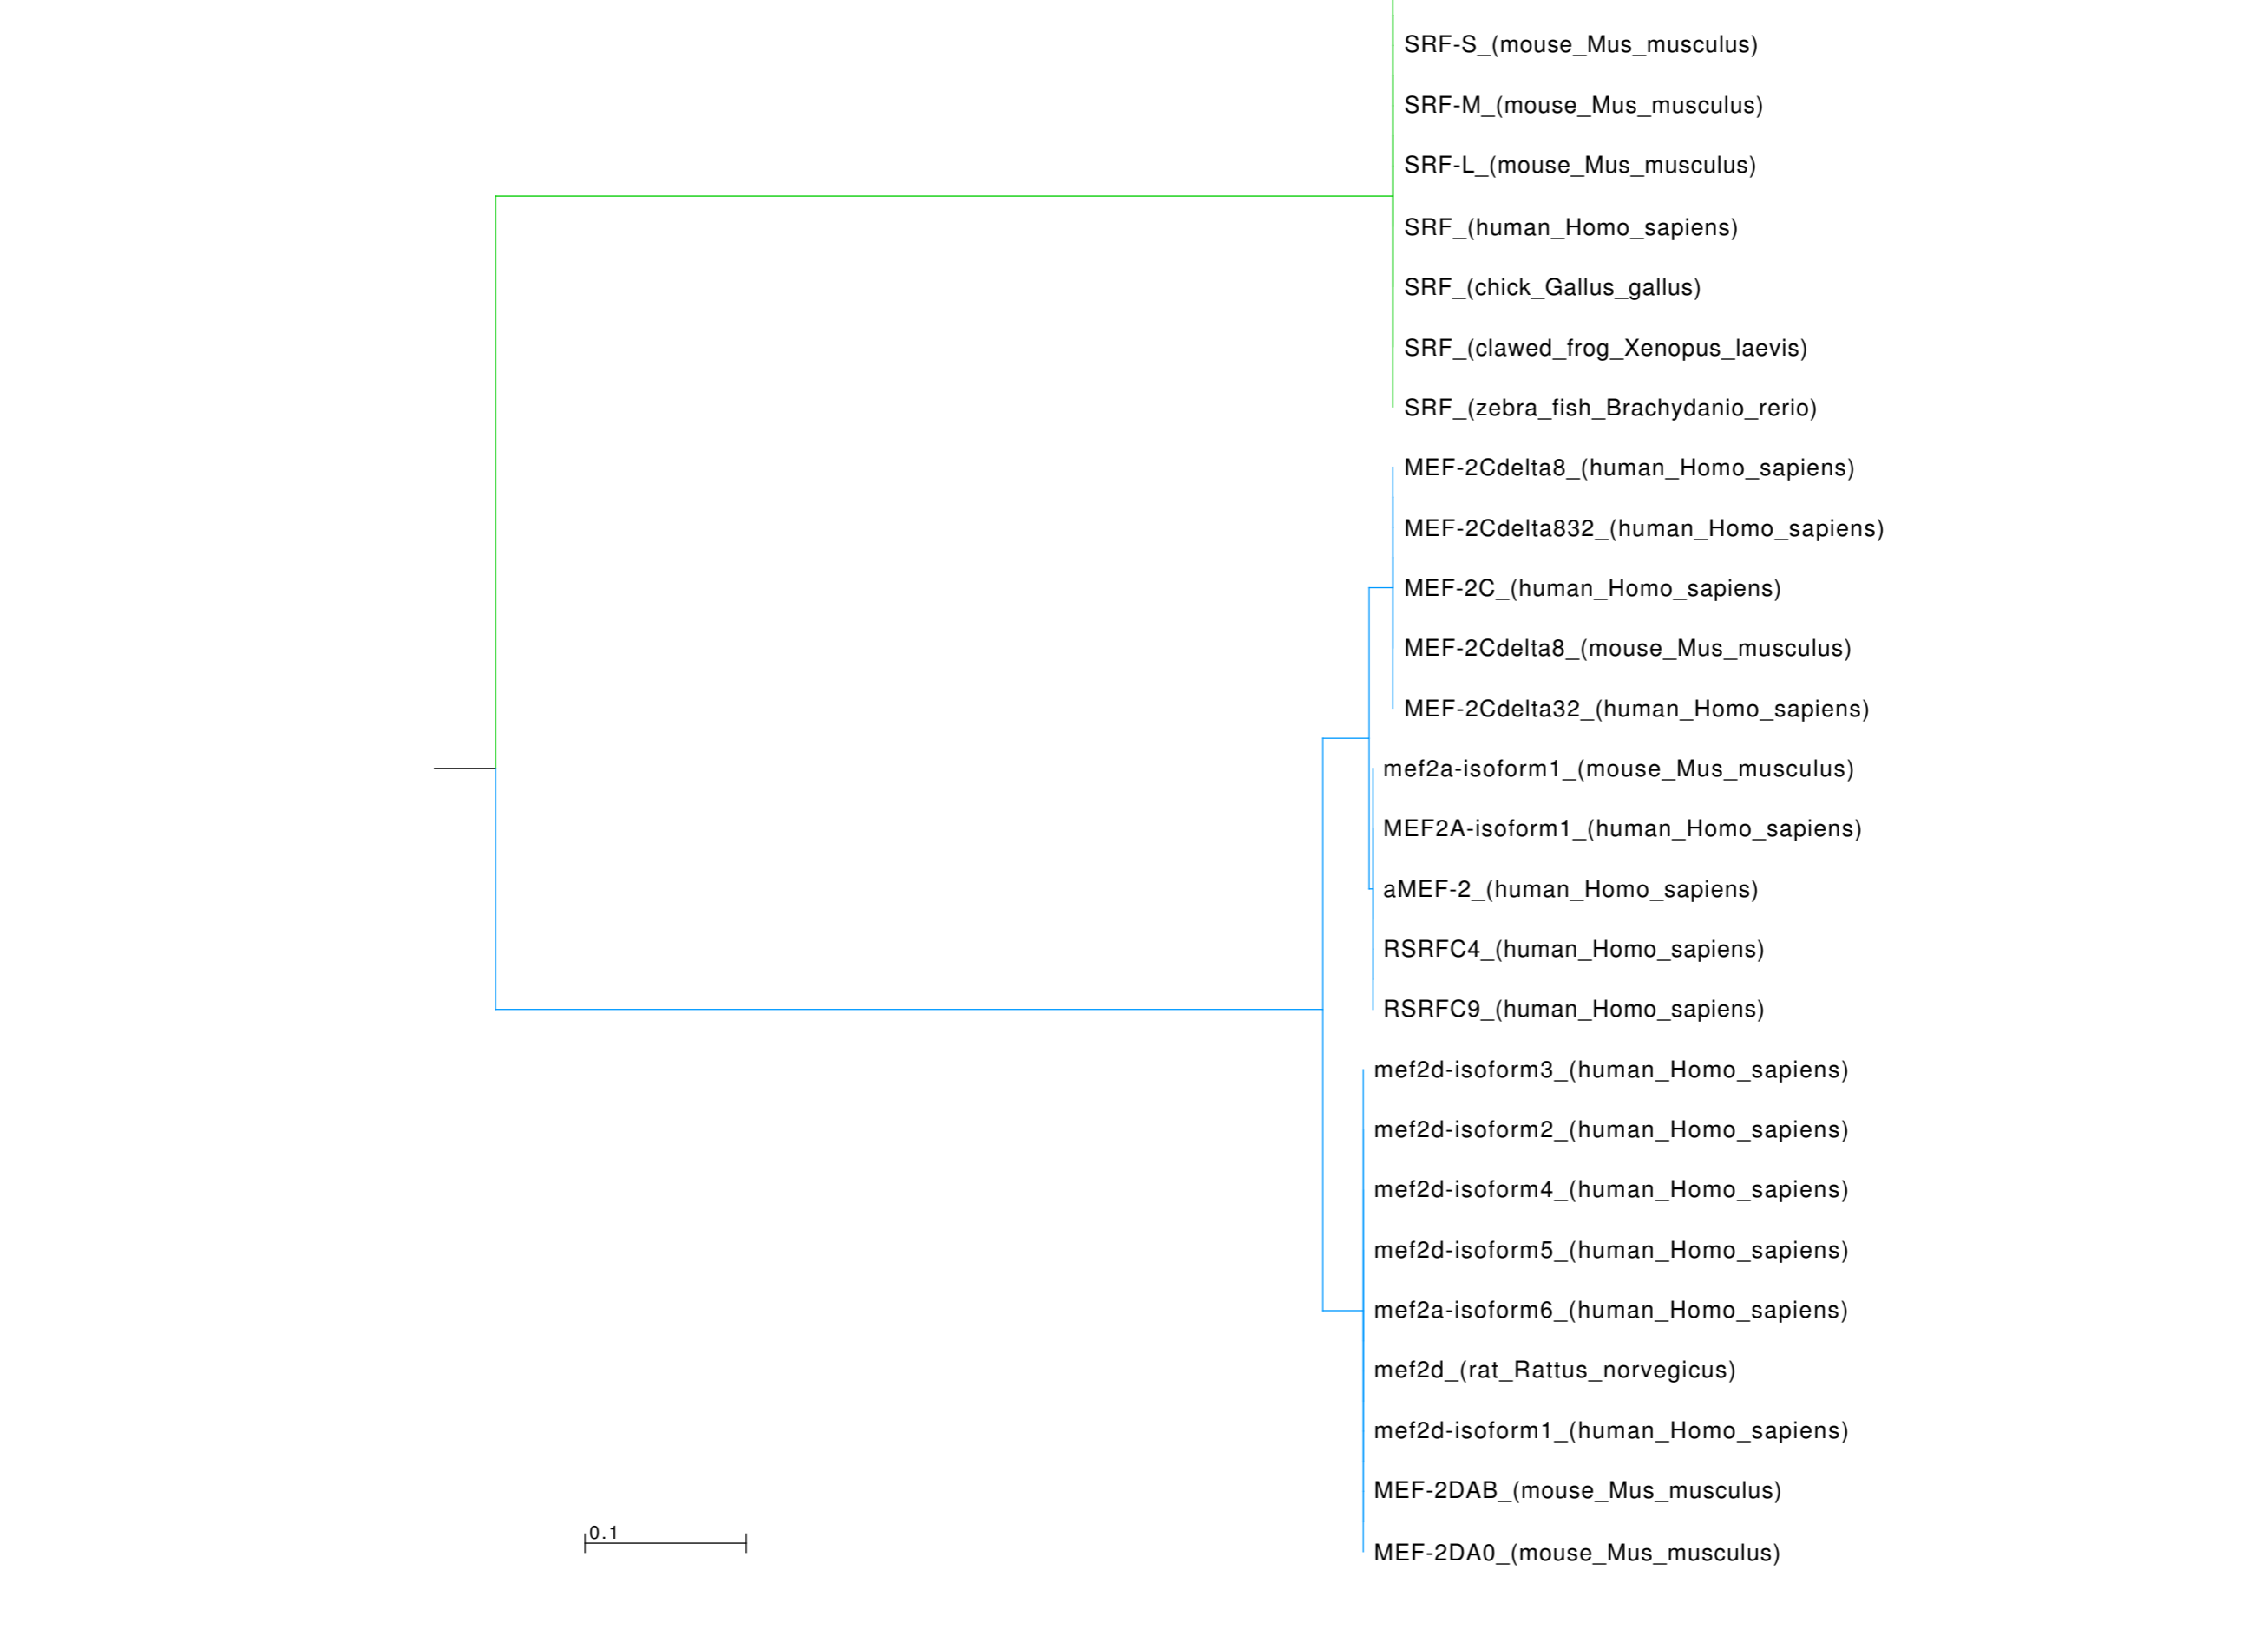 SRF-S_(mouse_Mus_musculus)
SRF-M_(mouse_Mus_musculus)
SRF-L_(mouse_Mus_musculus)
SRF_(human_Homo_sapiens)
SRF_(chick_Gallus_gallus)
SRF_(clawed_frog_Xenopus_laevis)
SRF_(zebra_fish_Brachydanio_rerio)
MEF-2Cdelta8_(human_Homo_sapiens)
MEF-2Cdelta832_(human_Homo_sapiens)
MEF-2C_(human_Homo_sapiens)
MEF-2Cdelta8_(mouse_Mus_musculus)
MEF-2Cdelta32_(human_Homo_sapiens)
mef2a-isoform1_(mouse_Mus_musculus)
MEF2A-isoform1_(human_Homo_sapiens)
aMEF-2_(human_Homo_sapiens)
RSRFC4_(human_Homo_sapiens)
RSRFC9_(human_Homo_sapiens)
mef2d-isoform3_(human_Homo_sapiens)
mef2d-isoform2_(human_Homo_sapiens)
mef2d-isoform4_(human_Homo_sapiens)
mef2d-isoform5_(human_Homo_sapiens)
mef2a-isoform6_(human_Homo_sapiens)
mef2d_(rat_Rattus_norvegicus)
mef2d-isoform1_(human_Homo_sapiens)
MEF-2DAB_(mouse_Mus_musculus)
0.1
MEF-2DA0_(mouse_Mus_musculus)